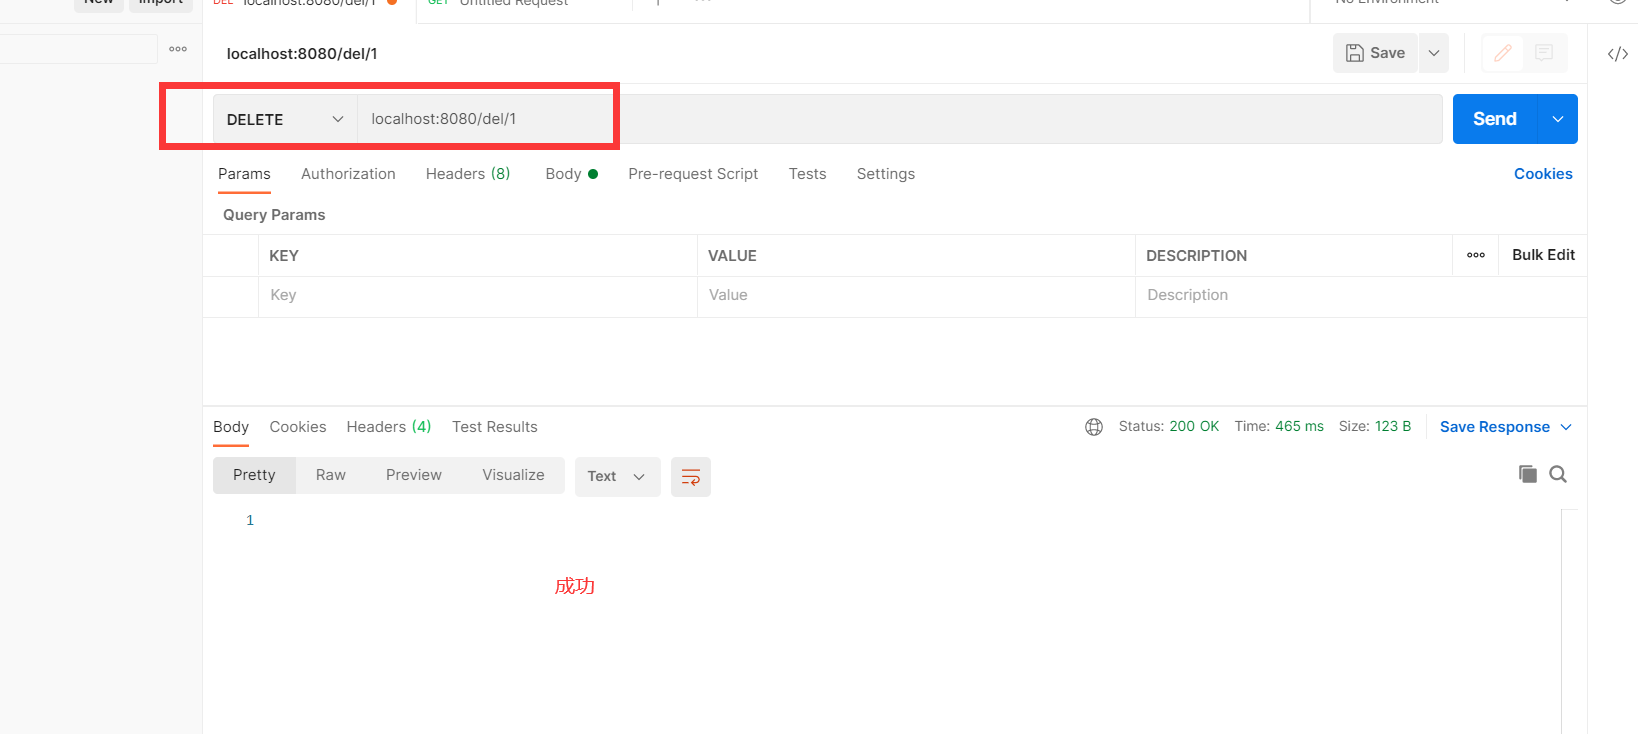 New Import
DEL localhost:8080/del/1 GET Untitled Request No Environment
localhost:8080/del/1 Save
DELETE localhost:8080/del/1 Send
Params Authorization Headers (8) Body Pre-request Script Tests Settings Cookies
Query Params
KEY VALUE DESCRIPTION Bulk Edit
Key Value Description
Body Cookies Headers (4) Test Results Status: 200 OK Time: 465 ms Size: 123 B Save Response
Pretty Raw Preview Visualize Text
1
成功